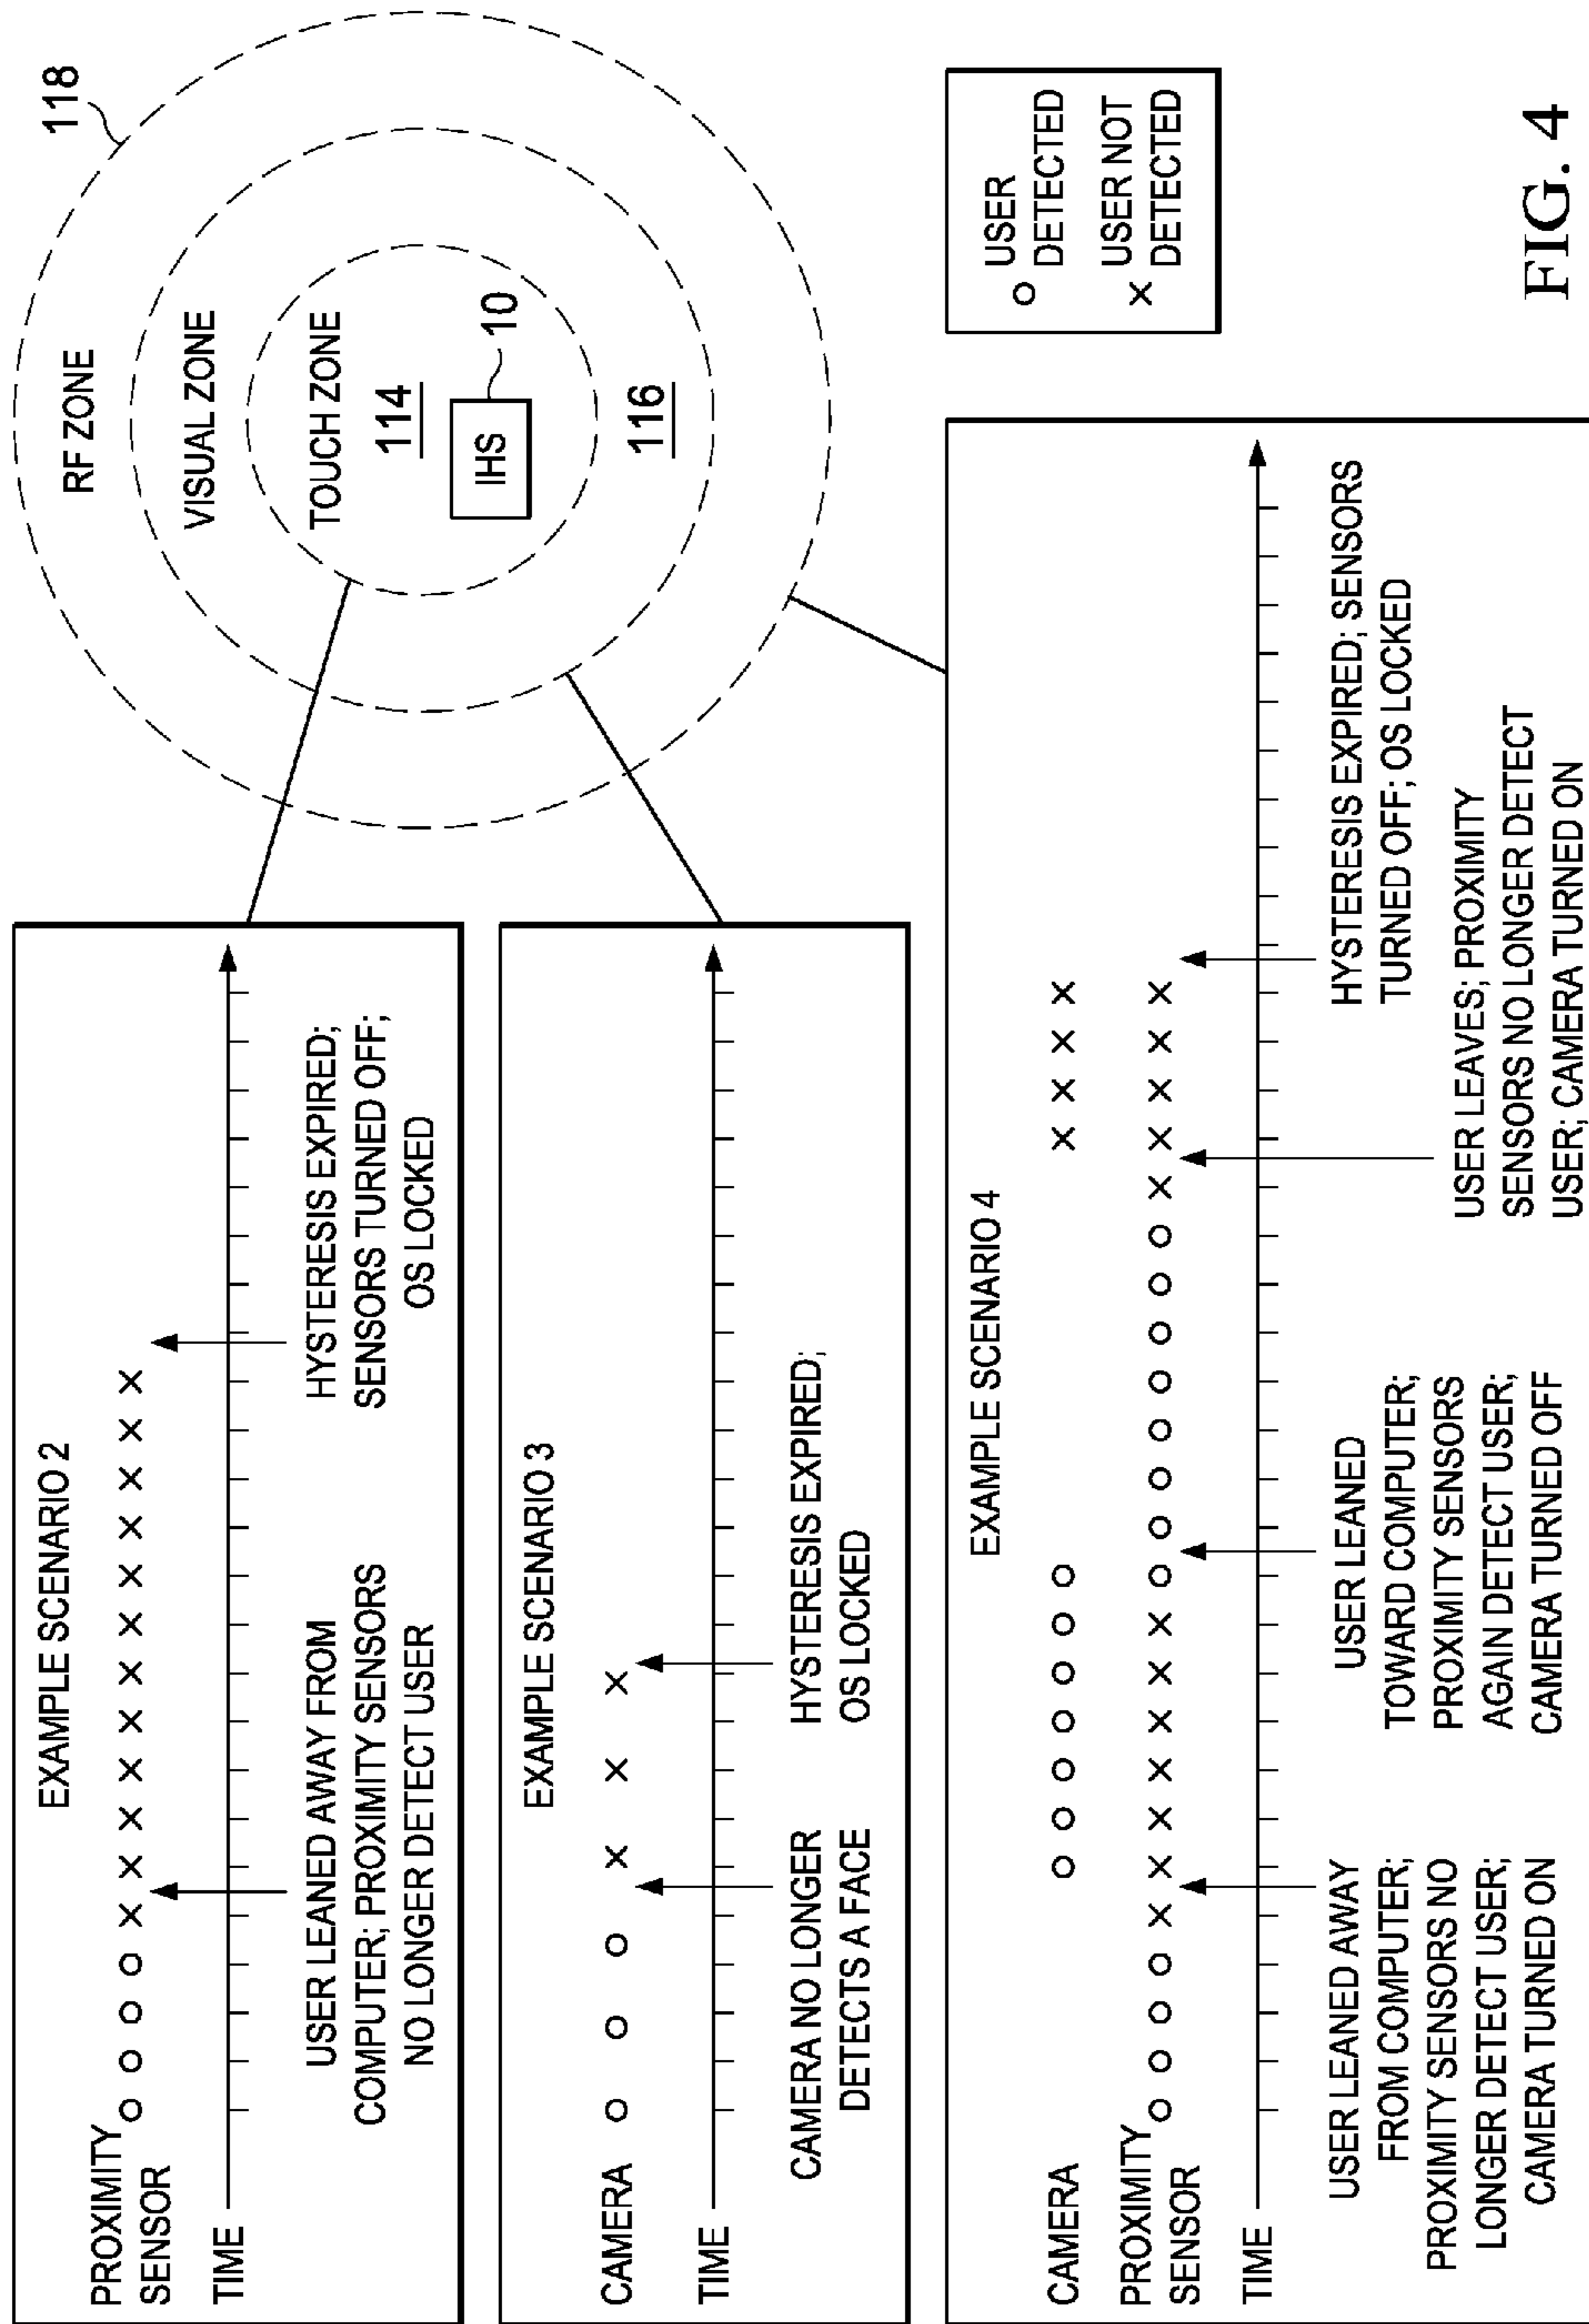 EXAMPLE SCENARIO 2
PROXIMITY
SENSOR
O O O O X X X X X X X X X X X X
TIME
USER LEANED AWAY FROM
COMPUTER; PROXIMITY SENSORS
NO LONGER DETECT USER
HYSTERESIS EXPIRED;
SENSORS TURNED OFF;
OS LOCKED
EXAMPLE SCENARIO 3
CAMERA O O O X X X
TIME
CAMERA NO LONGER
DETECTS A FACE
HYSTERESIS EXPIRED;
OS LOCKED
RF ZONE
118
VISUAL ZONE
TOUCH ZONE
114
IHS
10
116
EXAMPLE SCENARIO 4
CAMERA O O O O O O O X X X X
PROXIMITY
SENSOR
O O O O X X X X X X X O O O O O O O O X X X X X
TIME
USER LEANED AWAY
FROM COMPUTER;
PROXIMITY SENSORS NO
LONGER DETECT USER;
CAMERA TURNED ON
USER LEANED
TOWARD COMPUTER;
PROXIMITY SENSORS
AGAIN DETECT USER;
CAMERA TURNED OFF
USER LEAVES; PROXIMITY
SENSORS NO LONGER DETECT
USER; CAMERA TURNED ON
HYSTERESIS EXPIRED; SENSORS
TURNED OFF; OS LOCKED
O USER
DETECTED
X USER NOT
DETECTED
FIG. 4